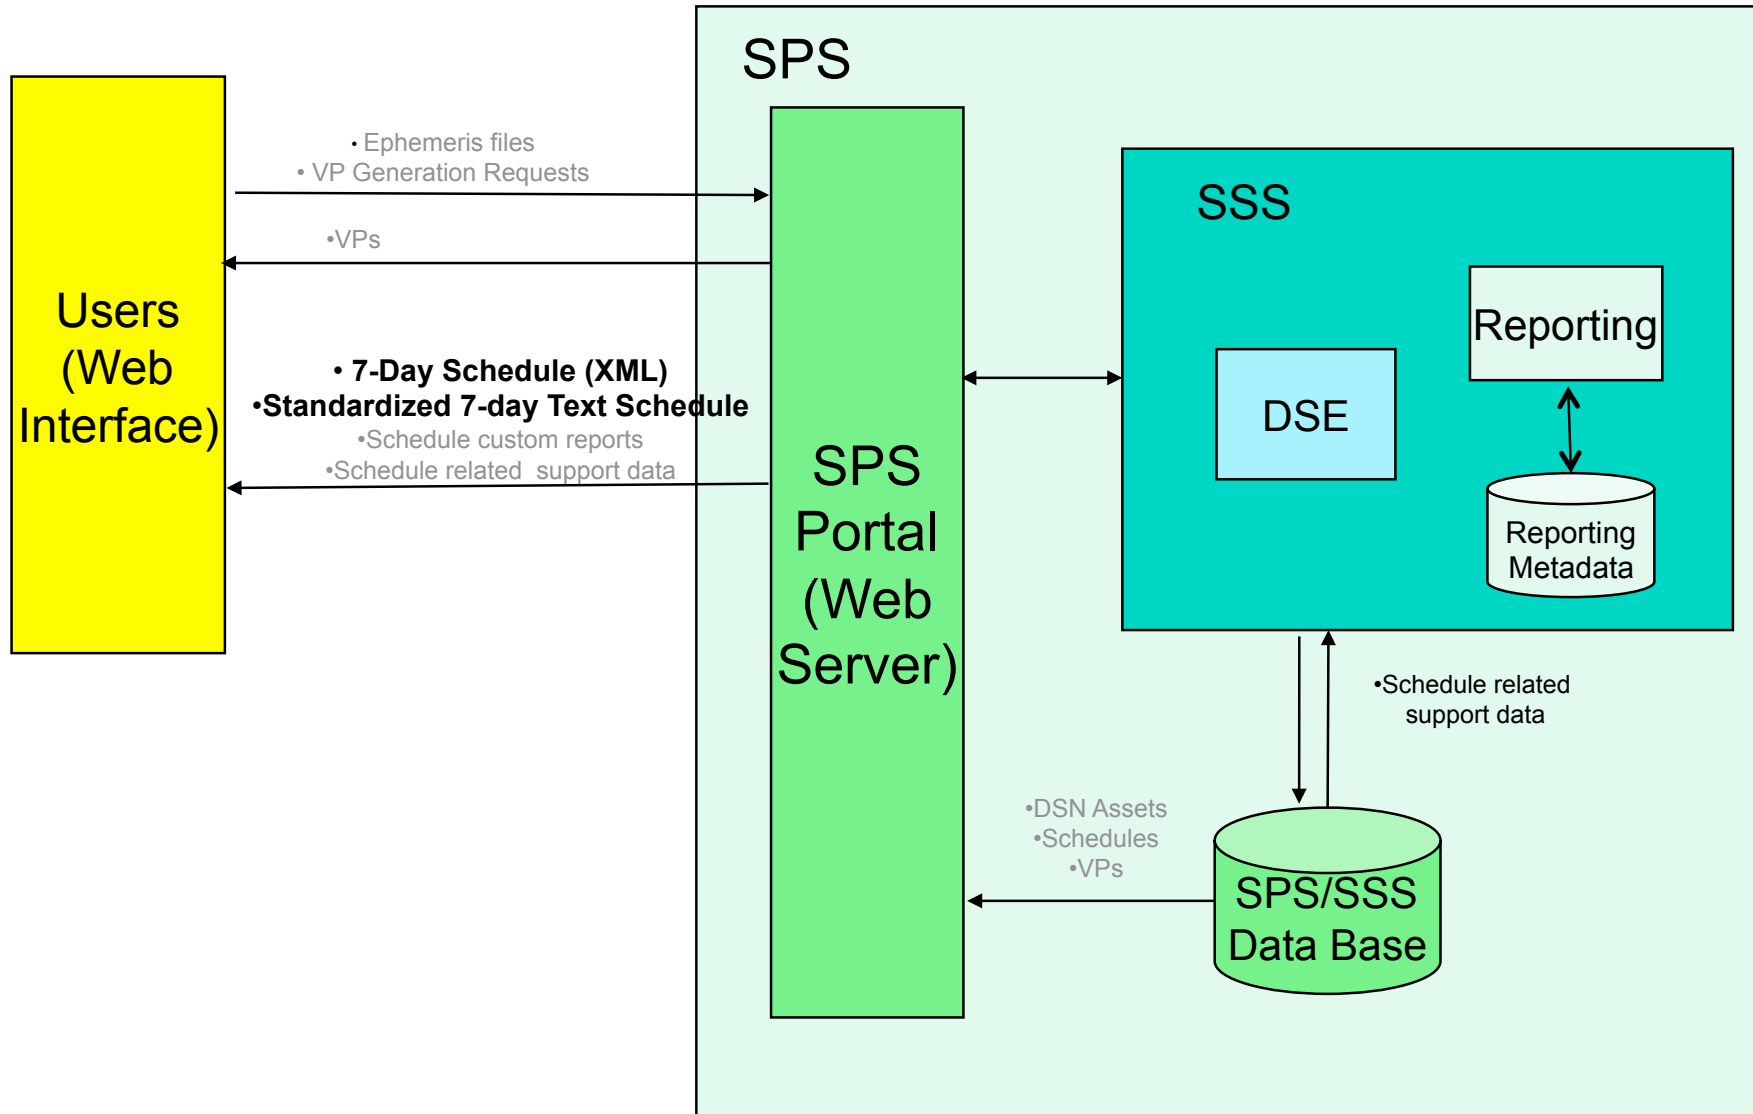 SPS
• Ephemeris files
• VP Generation Requests
•VPs
Users
(Web
Interface)
• 7-Day Schedule (XML)
•Standardized 7-day Text Schedule
•Schedule custom reports
•Schedule related  support data
SPS
Portal
(Web
Server)
SSS
Reporting
DSE
Reporting
Metadata
•Schedule related
support data
•DSN Assets
•Schedules
•VPs
SPS/SSS
Data Base